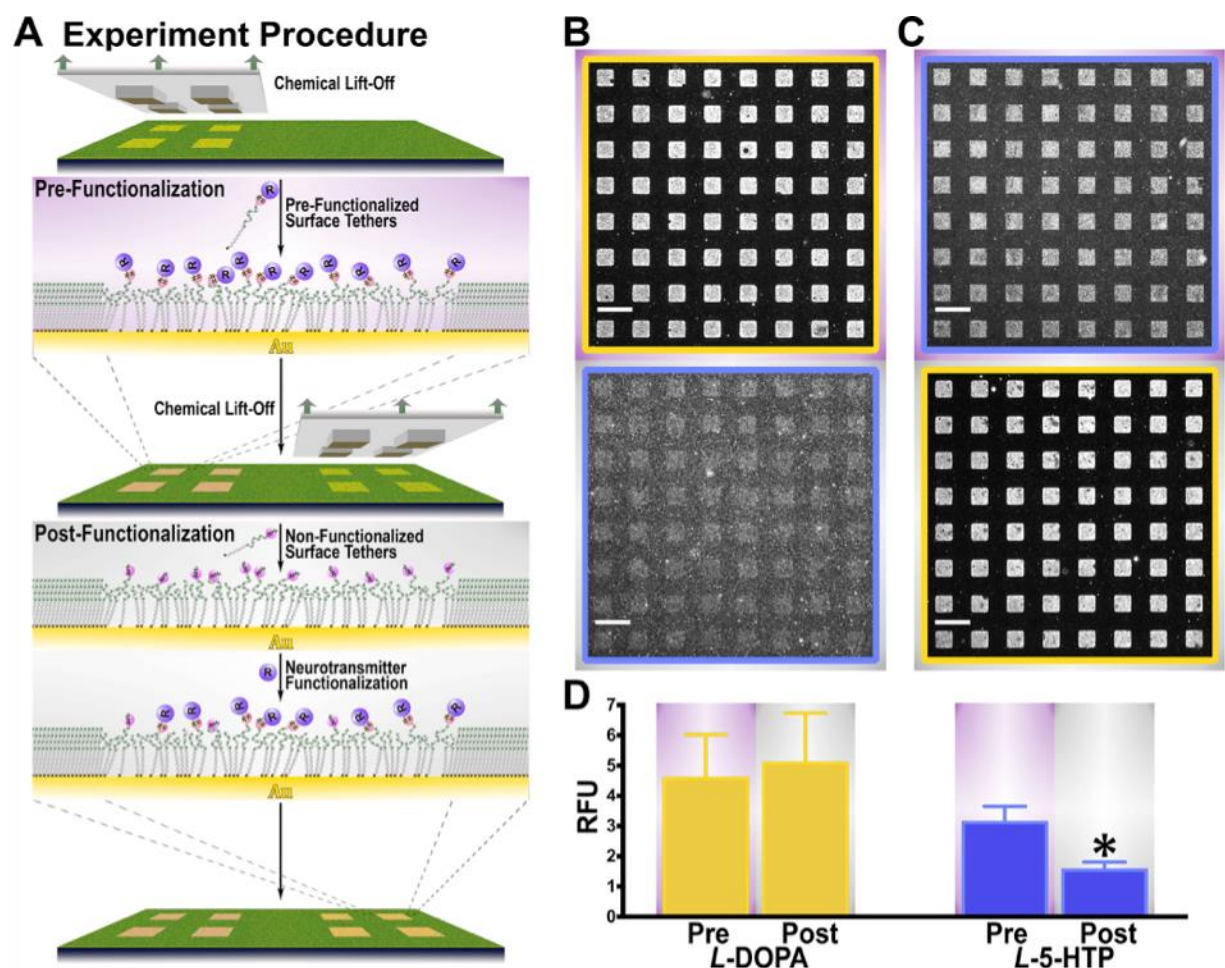 A Experiment Procedure
Chemical Lift-Off
Pre-Functionalization
R
Pre-Functionalized
Surface Tethers
R R R R R R R R R R R
Au
Chemical Lift-Off
Post-Functionalization
Non-Functionalized
Surface Tethers
Au
R
Neurotransmitter
Functionalization
R R R R R R R
Au
B
C
D
RFU
7
6
5
4
3
2
1
0
*
Pre Post
L-DOPA
Pre Post
L-5-HTP